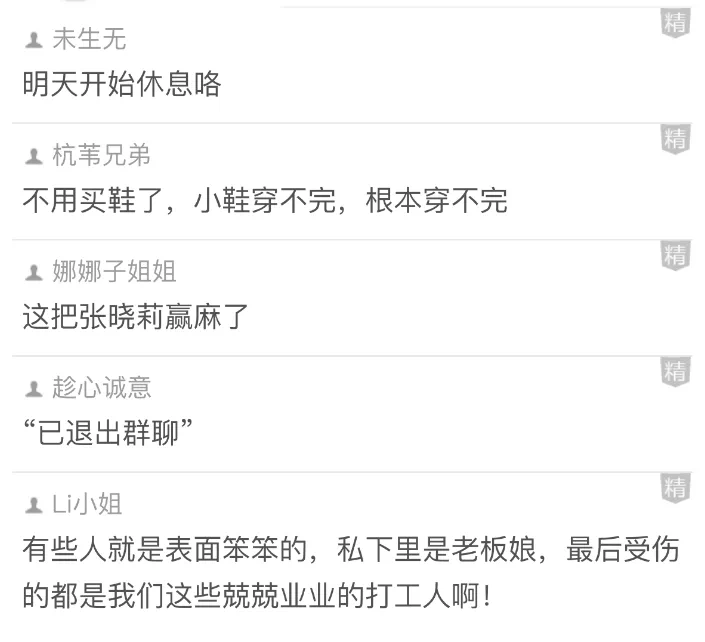 精
未生无
明天开始休息咯
精
杭苇兄弟
不用买鞋了，小鞋穿不完，根本穿不完
精
娜娜子姐姐
这把张晓莉赢麻了
精
趁心诚意
“已退出群聊”
精
Li小姐
有些人就是表面笨笨的，私下里是老板娘，最后受伤
的都是我们这些兢兢业业的打工人啊！